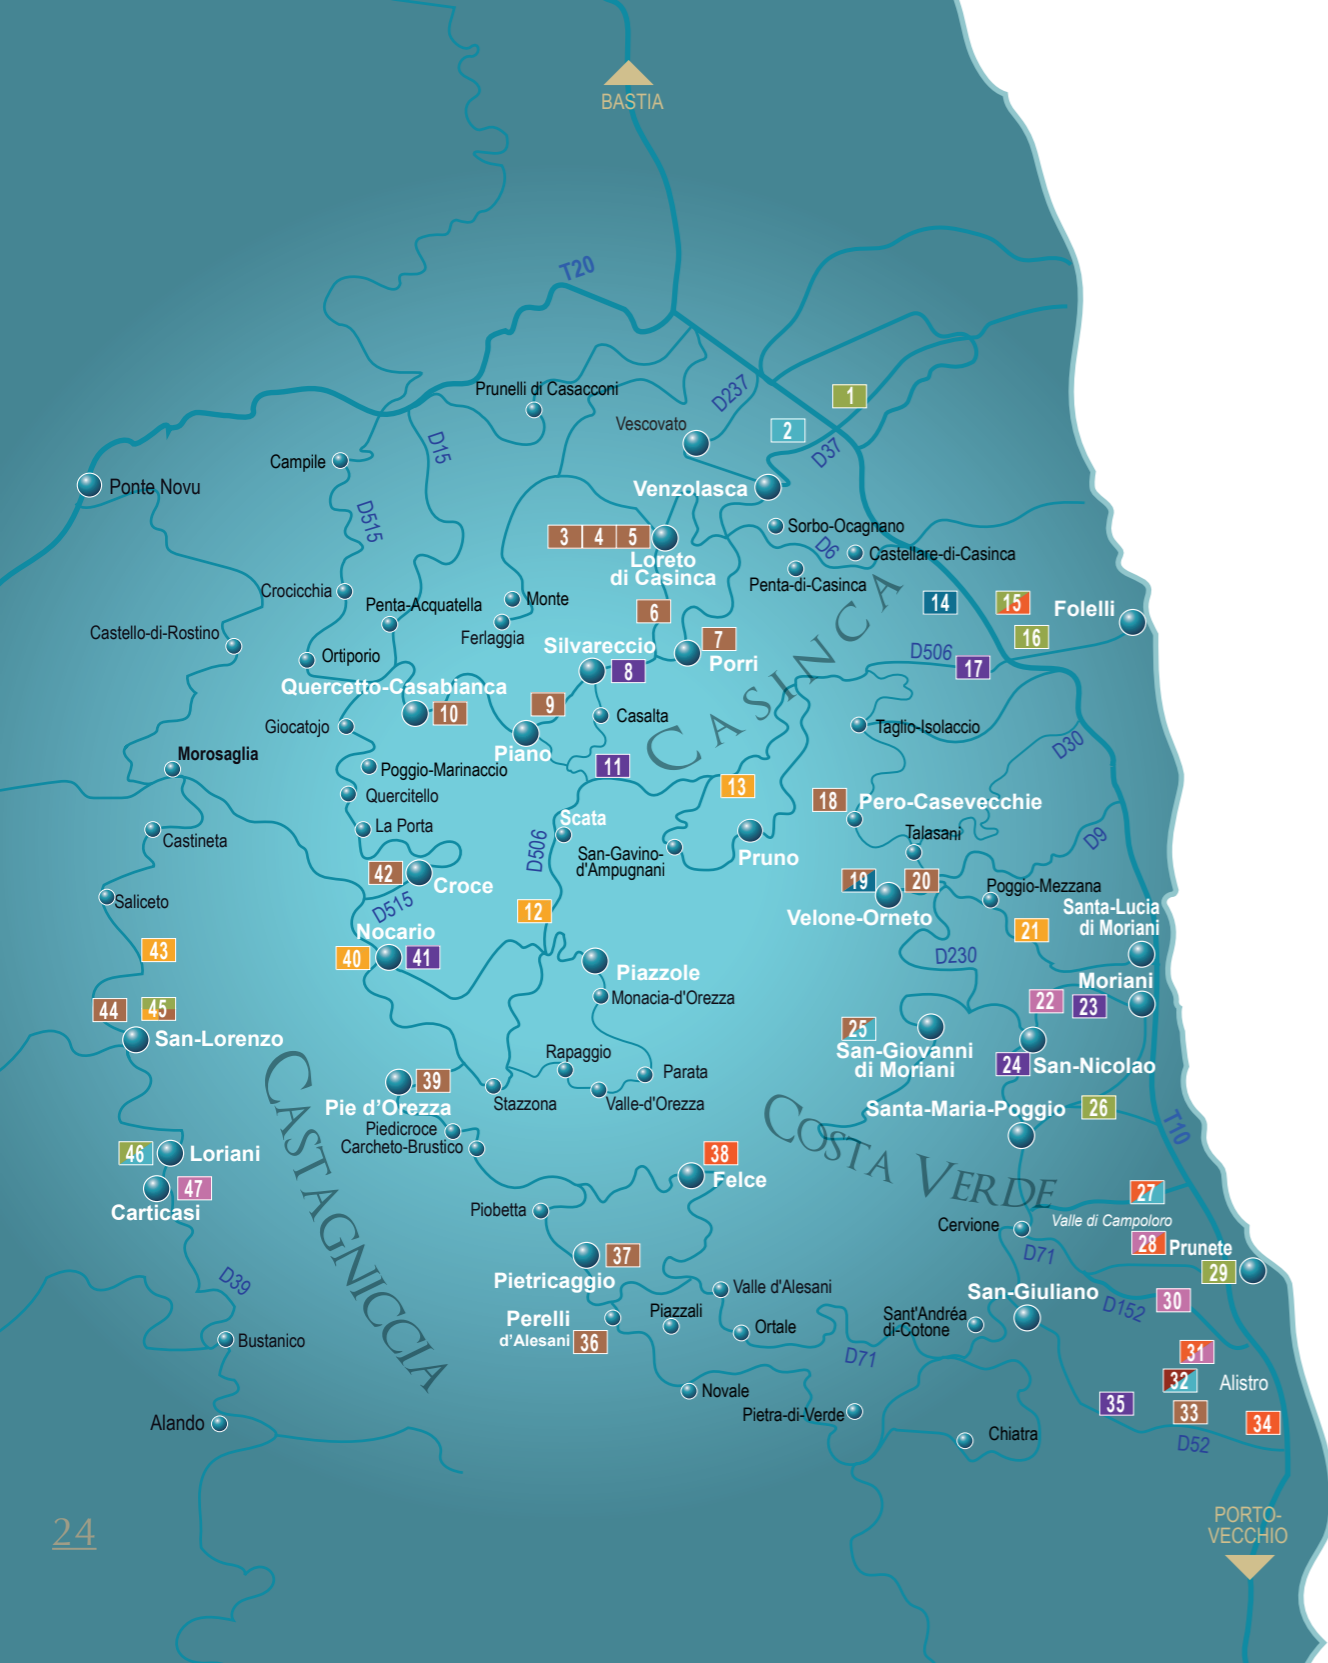 BASTIA
T20
Prunelli di Casacconi
D237
1
Vescovato
2
D15
D37
Campile
Ponte Novu
Venzolasca
D515
Sorbo-Ocagnano
3 4 5
D6
Castellare-di-Casinca
Loreto
di Casinca
Penta-di-Casinca
Crocicchia
Monte
Penta-Acquatella
6
14
15
Folelli
Castello-di-Rostino
Ferlaggia
7
16
Silvareccio
D506
Ortiporio
8
Porri
17
Quercetto-Casabianca
CASINCA
10
9
Casalta
Giocatojo
Taglio-Isolaccio
Morosaglia
Piano
D30
Poggio-Marinaccio
11
13
Quercitello
18
Pero-Casevecchie
La Porta
Scata
Castineta
Talasani
D9
D506
San-Gavino-
d'Ampugnani
Pruno
42
Croce
19
20
Poggio-Mezzana
Saliceto
D515
12
Velone-Orneto
Santa-Lucia
di Moriani
Nocario
21
43
40
41
D230
Piazzole
Moriani
Monacia-d'Orezza
22
23
44
45
25
San-Lorenzo
San-Giovanni
di Moriani
Rapaggio
24
San-Nicolao
39
Parata
Pie d'Orezza
Stazzona
Valle-d'Orezza
Santa-Maria-Poggio
26
Piedicroce
T10
Carcheto-Brustico
COSTA VERDE
46
Loriani
38
Felce
47
27
Carticasi
Piobetta
Cervione
Valle di Campoloro
CASTAGNICCIA
28
Prunete
37
D71
29
Pietricaggio
D39
Valle d'Alesani
San-Giuliano
D152
30
Perelli
d'Alesani
36
Piazzali
Sant'Andréa
di-Cotone
Ortale
Bustanico
D71
31
32
Alistro
Novale
35
33
34
Pietra-di-Verde
Alando
Chiatra
D52
24
PORTO-
VECCHIO